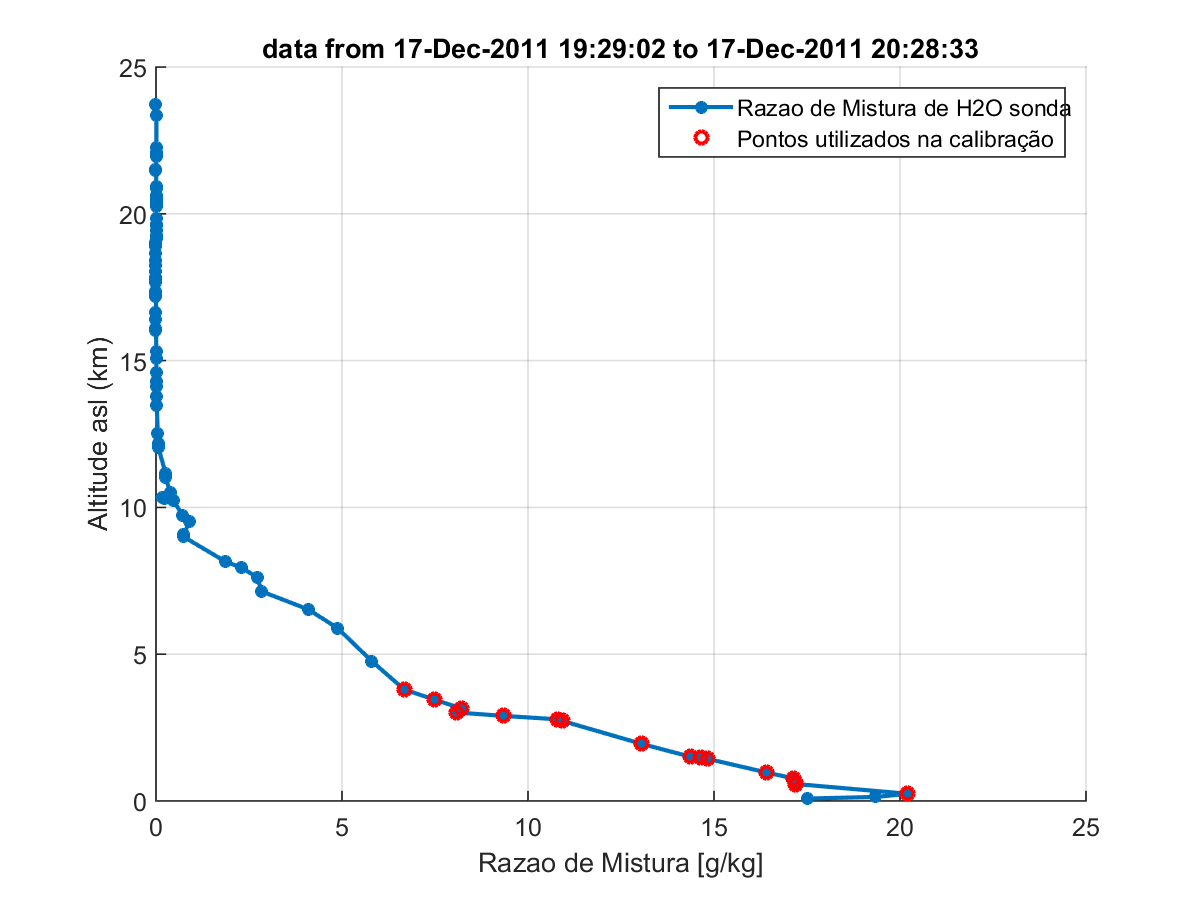 data from 17-Dec-2011 19:29:02 to 17-Dec-2011 20:28:33
Razao de Mistura de H2O sonda
Pontos utilizados na calibração
Altitude asl (km)
25
20
15
10
5
0
0 5 10 15 20 25
Razao de Mistura [g/kg]